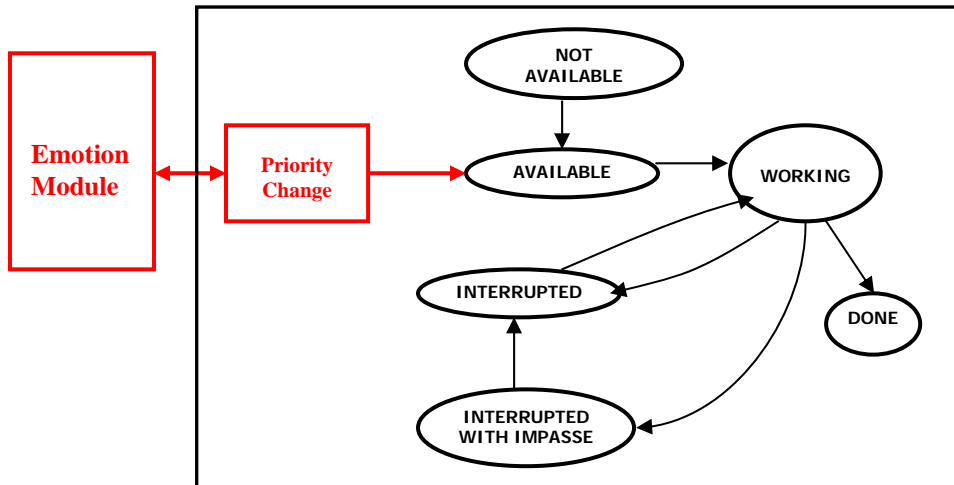 NOT
AVAILABLE
Emotion
Module
Priority
Change
AVAILABLE
WORKING
INTERRUPTED
DONE
INTERRUPTED
WITH IMPASSE